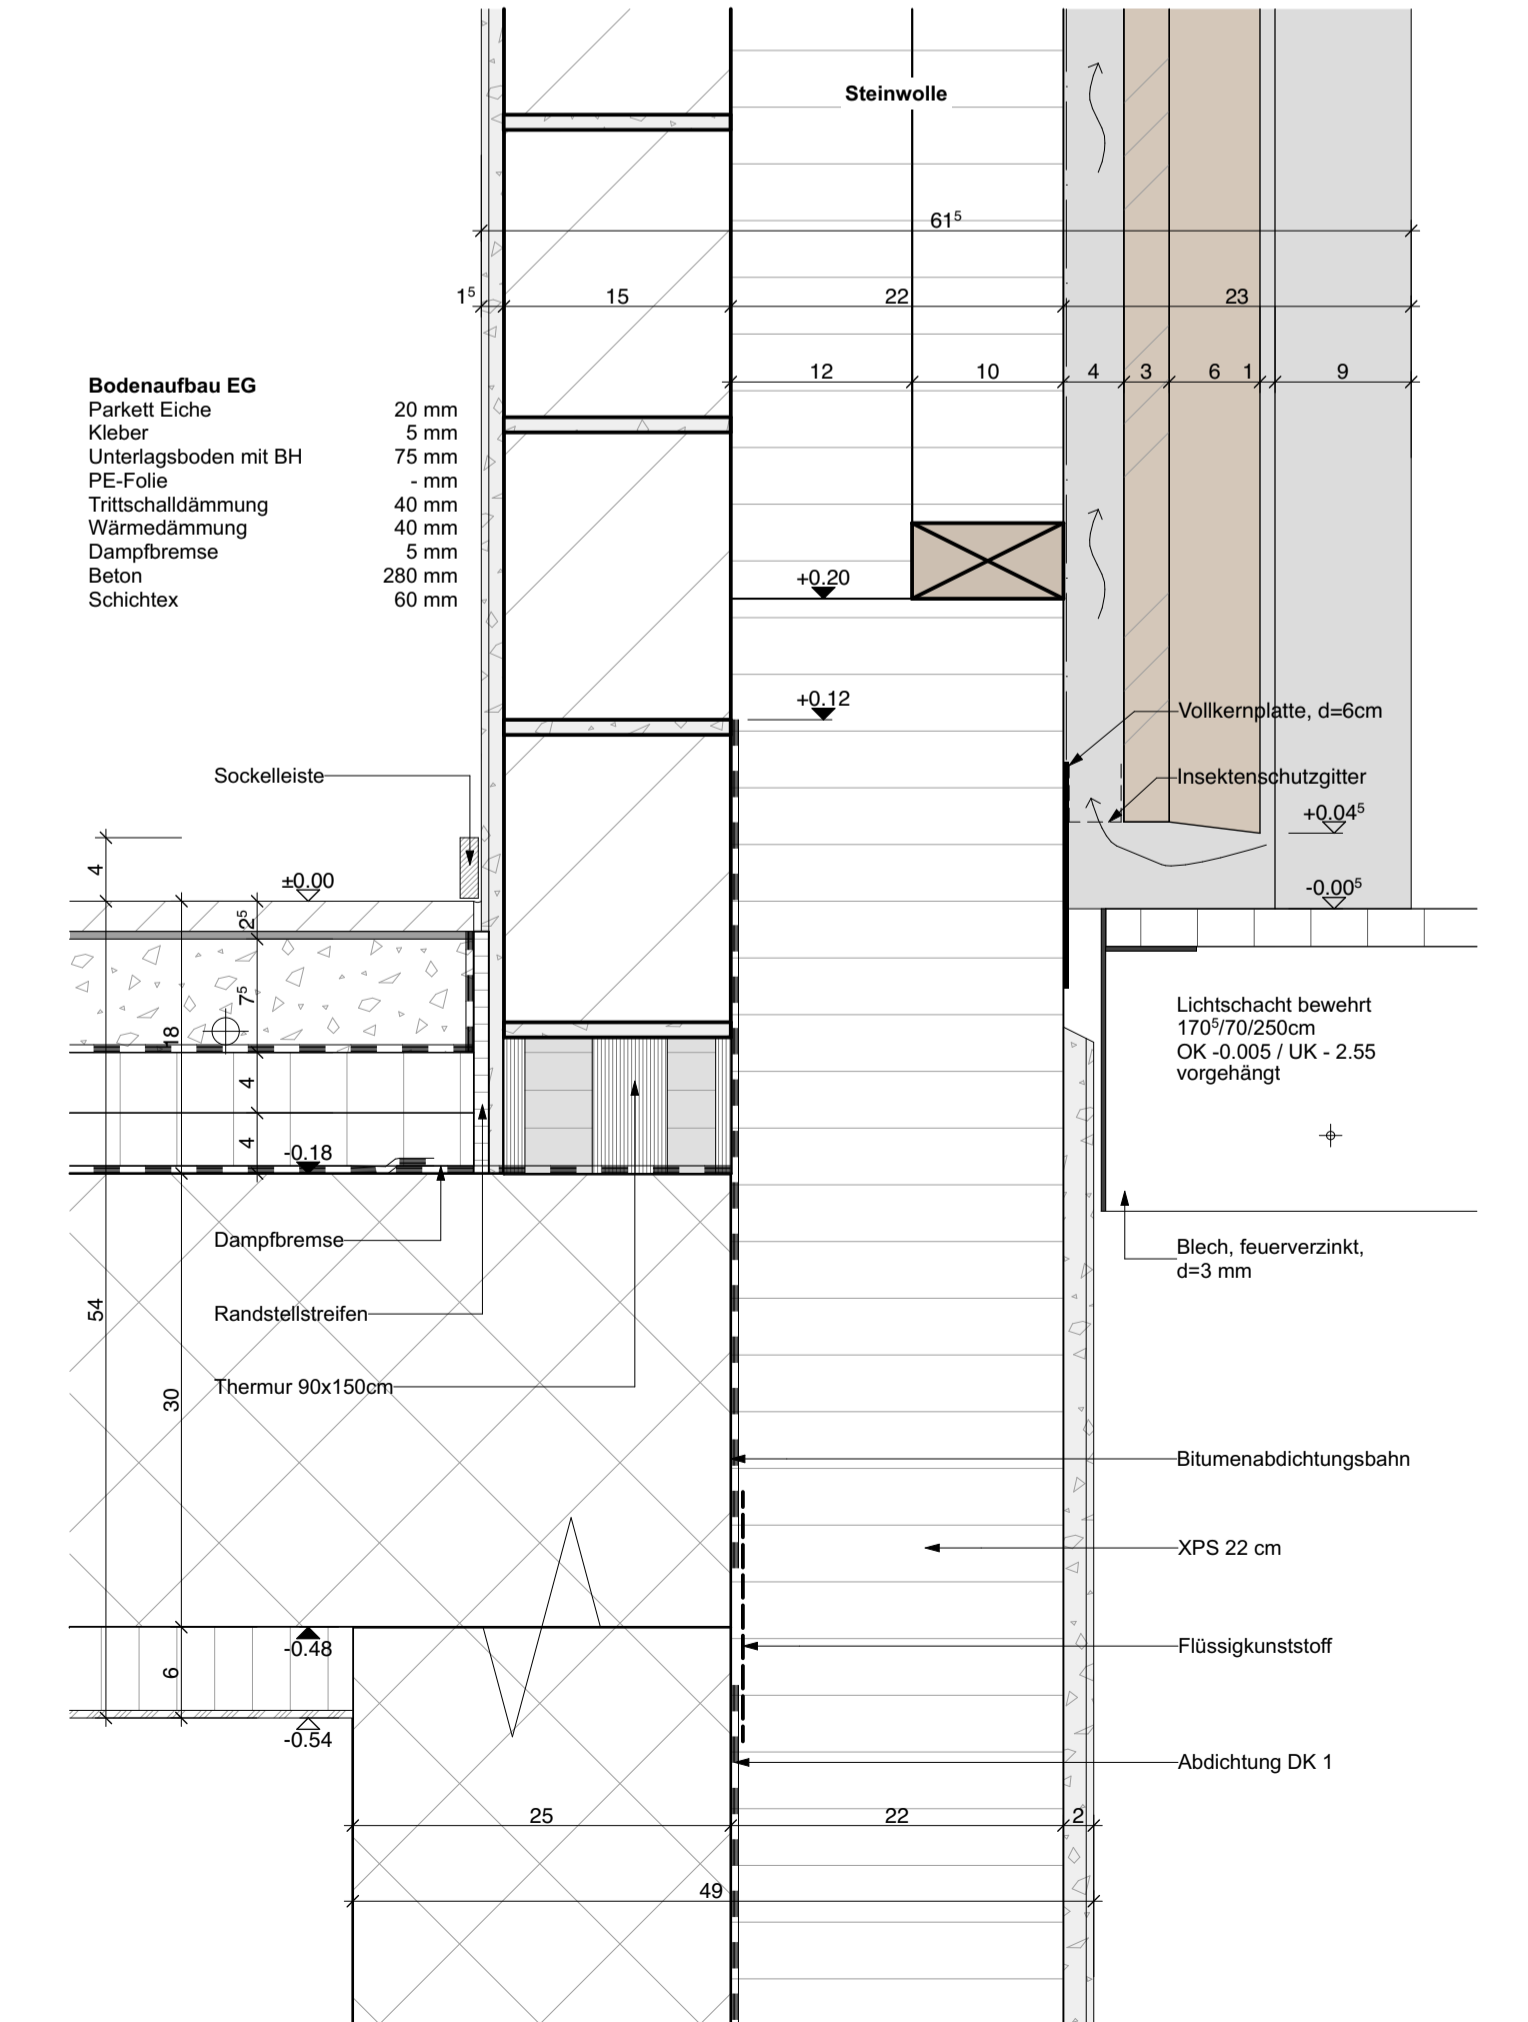 Steinwolle
61⁵
1⁵ 15 22 23
12 10 4 3 6 1 9
Bodenaufbau EG
Parkett Eiche 20 mm
Kleber 5 mm
Unterlagsboden mit BH 75 mm
PE-Folie - mm
Trittschalldämmung 40 mm
Wärmedämmung 40 mm
Dampfbremse 5 mm
Beton 280 mm
Schichtex 60 mm
+0.20
+0.12
Vollkernplatte, d=6cm
Sockelleiste
Insektenschutzgitter
+0.04⁵
4
±0.00
-0.00⁵
2⁵
7⁵
18
Lichtschacht bewehrt
170⁵/70/250cm
OK -0.005 / UK - 2.55
vorgehängt
4
4
-0.18
Dampfbremse
Blech, feuerverzinkt,
d=3 mm
54
Randstellstreifen
30
Thermur 90x150cm
Bitumenabdichtungsbahn
XPS 22 cm
-0.48
Flüssigkunststoff
6
-0.54
Abdichtung DK 1
25 22 2
49